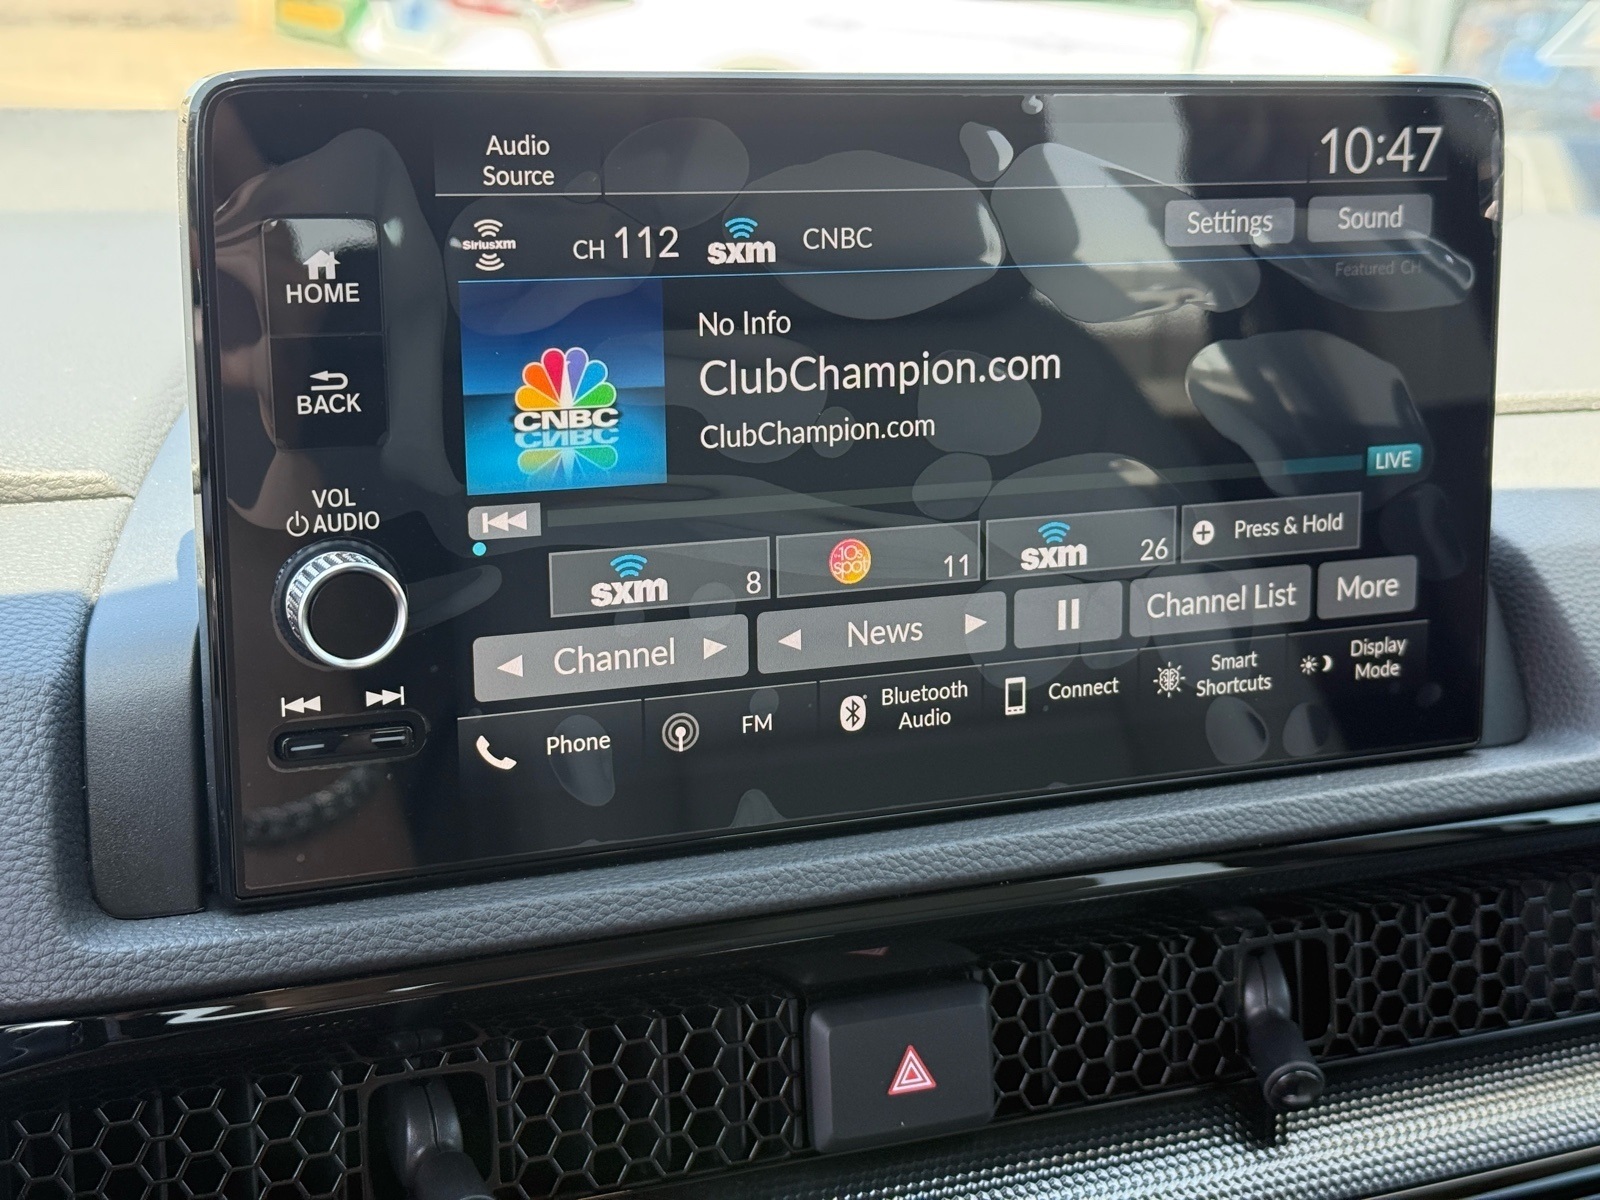 Audio
Source
10:47
SiriusXM
CH 112
sxm
CNBC
Settings
Sound
Featured CH
HOME
BACK
VOL
AUDIO
CNBC
No Info
ClubChampion.com
ClubChampion.com
LIVE
sxm 8
10s
spot 11
sxm 26
Press & Hold
Channel
News
Channel List
More
Phone
FM
Bluetooth
Audio
Connect
Smart
Shortcuts
Display
Mode